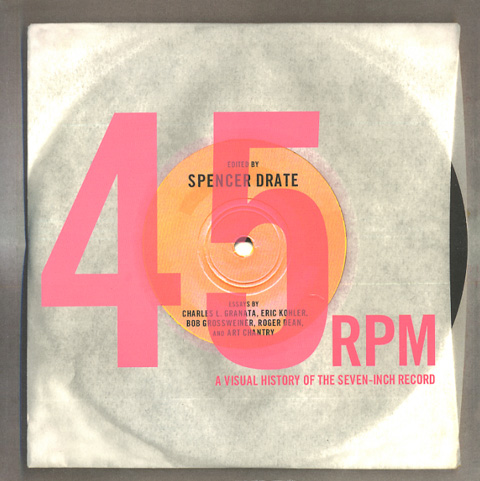 EDITED BY
SPENCER DRATE
45
ESSAYS BY
CHARLES L. GRANATA, ERIC KOHLER,
BOB GROSSWEINER, ROGER DEAN,
AND ART CHANTRY
RPM
A VISUAL HISTORY OF THE SEVEN-INCH RECORD